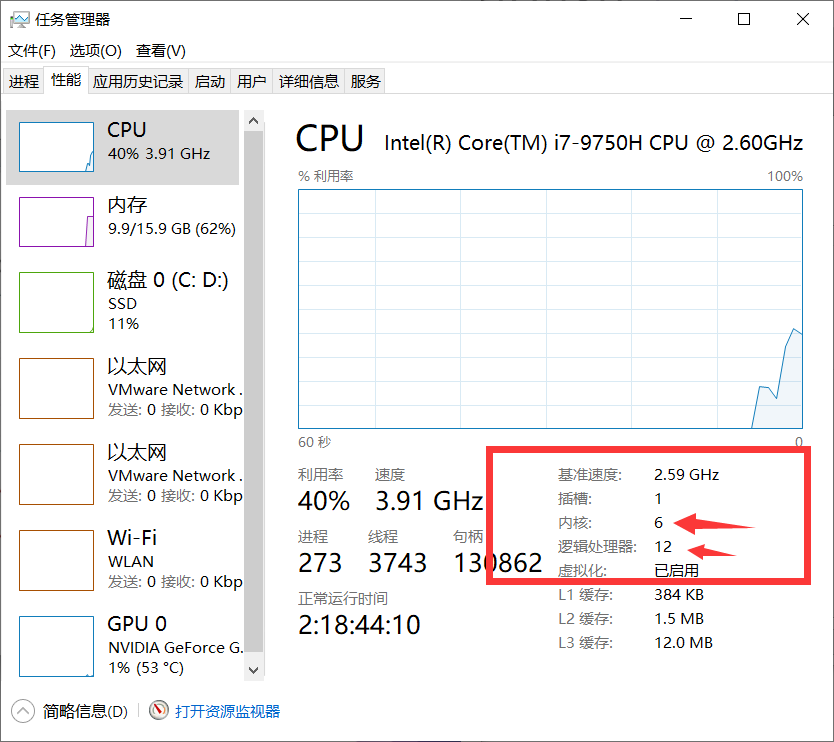 任务管理器
文件(F) 选项(O) 查看(V)
进程 性能 应用历史记录 启动 用户 详细信息 服务
CPU
40% 3.91 GHz
内存
9.9/15.9 GB (62%)
磁盘 0 (C: D:)
SSD
11%
以太网
VMware Network .
发送: 0 接收: 0 Kbp
以太网
VMware Network .
发送: 0 接收: 0 Kbp
Wi-Fi
WLAN
发送: 0 接收: 0 Kbp
GPU 0
NVIDIA GeForce G.
1% (53 °C)
CPU Intel(R) Core(TM) i7-9750H CPU @ 2.60GHz
% 利用率 100%
60 秒 0
利用率 速度
40% 3.91 GHz
进程 线程 句柄
273 3743 130862
正常运行时间
2:18:44:10
基准速度: 2.59 GHz
插槽: 1
内核: 6
逻辑处理器: 12
虚拟化: 已启用
L1 缓存: 384 KB
L2 缓存: 1.5 MB
L3 缓存: 12.0 MB
简略信息(D) 打开资源监视器